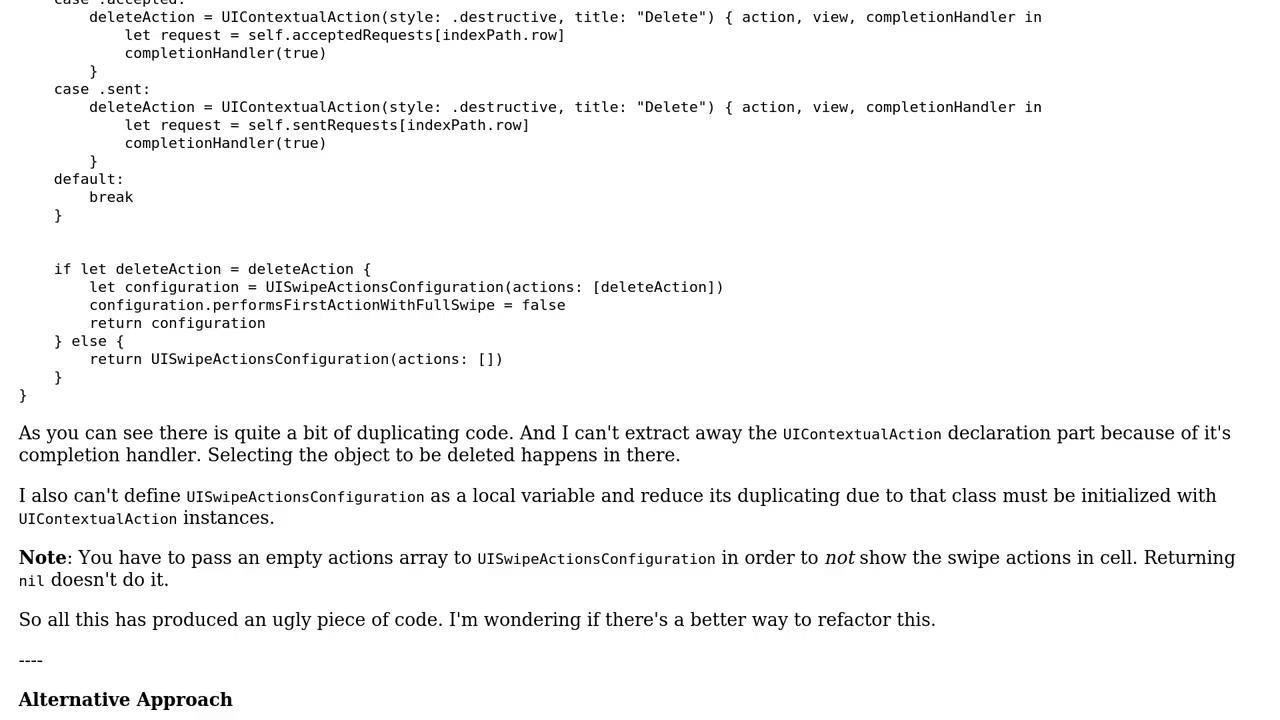 case .accepted:
deleteAction = UIContextualAction(style: .destructive, title: "Delete") { action, view, completionHandler in
let request = self.acceptedRequests[indexPath.row]
completionHandler(true)
}
case .sent:
deleteAction = UIContextualAction(style: .destructive, title: "Delete") { action, view, completionHandler in
let request = self.sentRequests[indexPath.row]
completionHandler(true)
}
default:
break
}
if let deleteAction = deleteAction {
let configuration = UISwipeActionsConfiguration(actions: [deleteAction])
configuration.performsFirstActionWithFullSwipe = false
return configuration
} else {
return UISwipeActionsConfiguration(actions: [])
}
}
As you can see there is quite a bit of duplicating code. And I can't extract away the UIContextualAction declaration part because of it's
completion handler. Selecting the object to be deleted happens in there.
I also can't define UISwipeActionsConfiguration as a local variable and reduce its duplicating due to that class must be initialized with
UIContextualAction instances.
Note: You have to pass an empty actions array to UISwipeActionsConfiguration in order to not show the swipe actions in cell. Returning
nil doesn't do it.
So all this has produced an ugly piece of code. I'm wondering if there's a better way to refactor this.
----
Alternative Approach